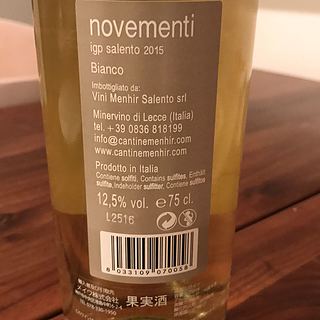 novementi
igp salento 2015
Bianco
Imbottigliato da:
Vini Menhir Salento srl
Minervino di Lecce (Italia)
tel. +39 0836 818199
info@cantinemenhir.com
www.cantinemenhir.com
Prodotto in Italia
Contiene solfiti, Contains sulfites, Enthält
sulfite, Indeholder sulfitter, Contiene sulfitos
12,5% vol. e 75 cl.
L2516
8 033109 070058
果実酒